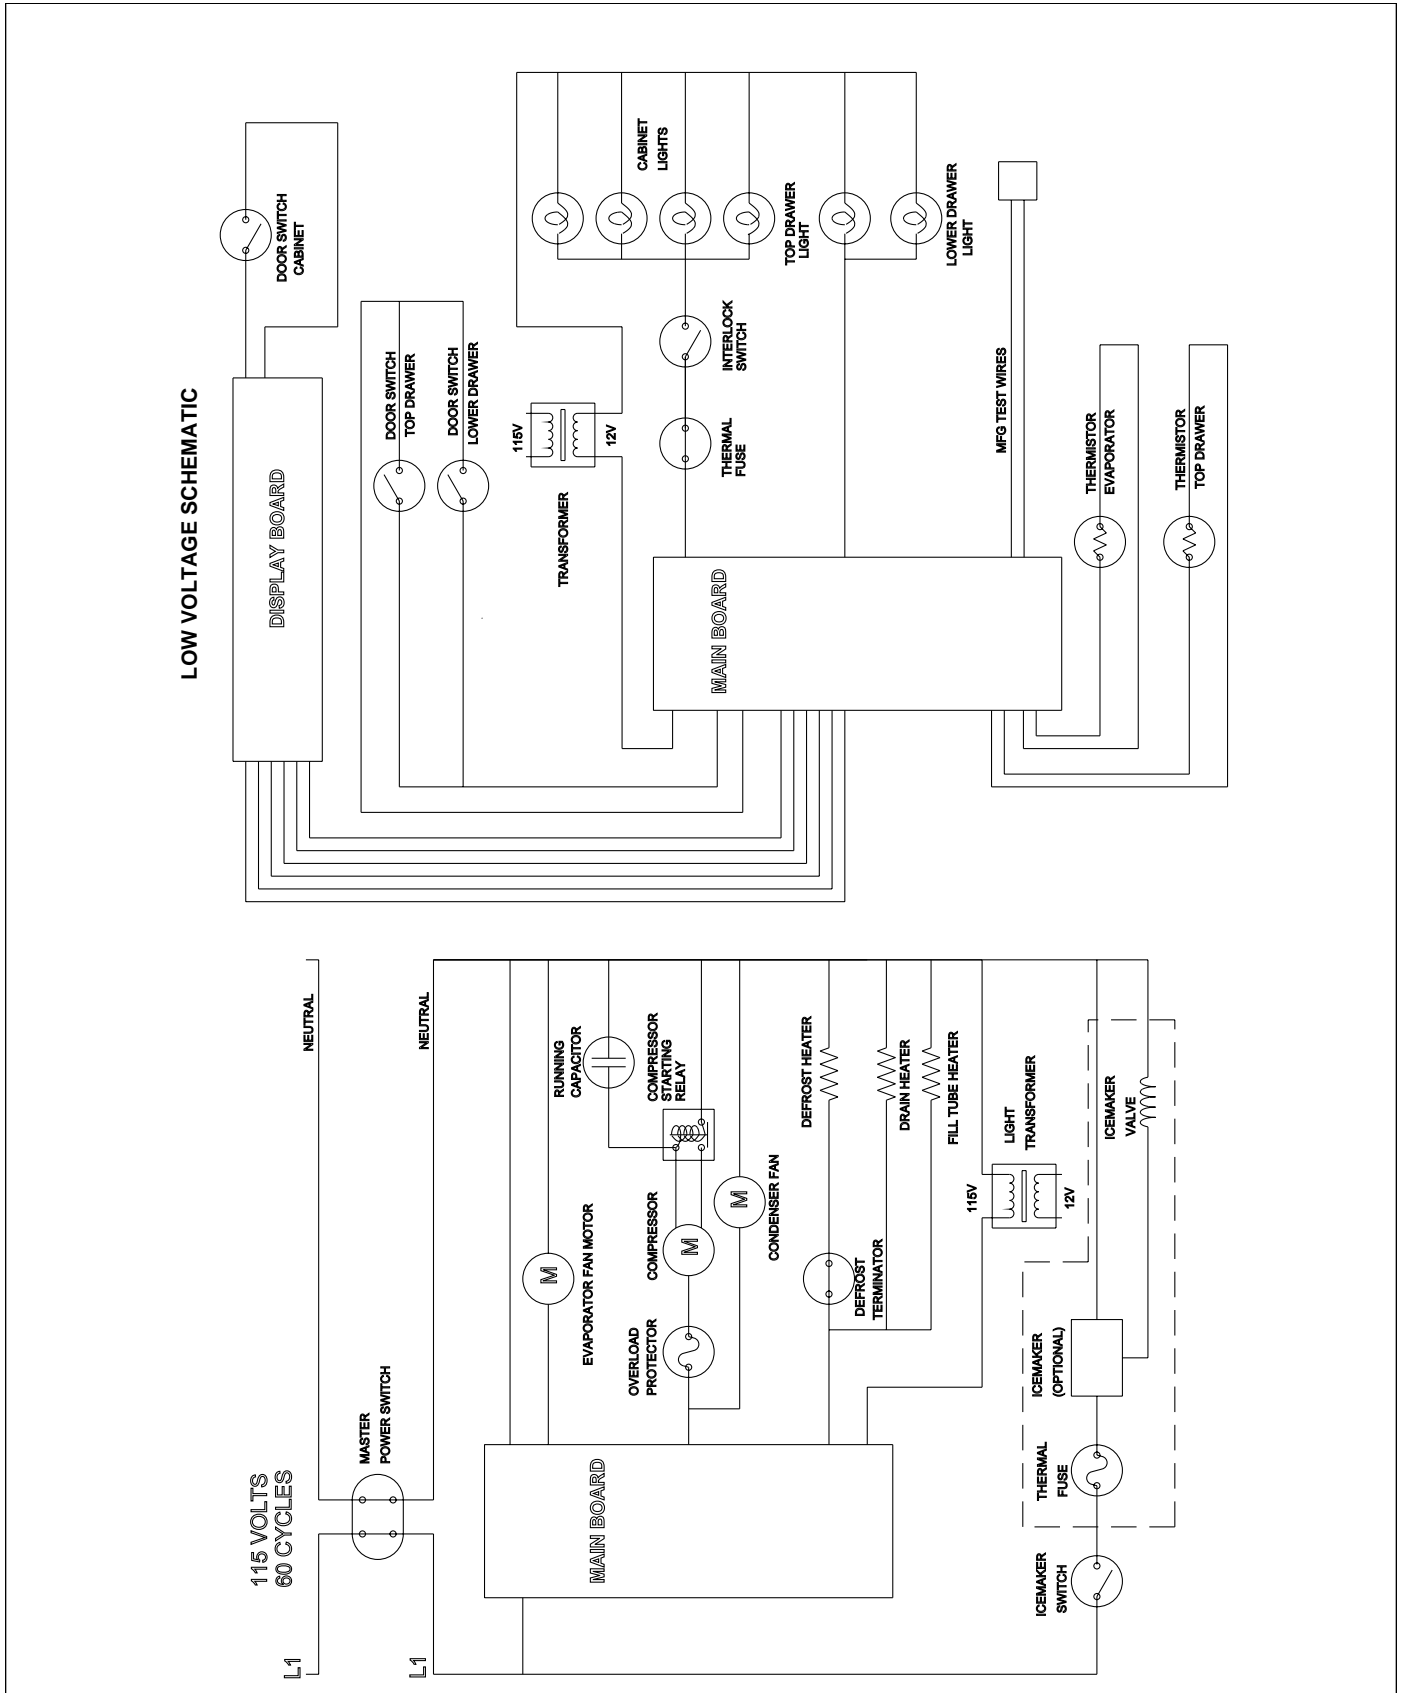 LOW VOLTAGE SCHEMATIC
DISPLAY BOARD
DOOR SWITCH
CABINET
DOOR SWITCH
TOP DRAWER
DOOR SWITCH
LOWER DRAWER
115V
12V
TRANSFORMER
CABINET
LIGHTS
TOP DRAWER
LIGHT
LOWER DRAWER
LIGHT
INTERLOCK
SWITCH
THERMAL
FUSE
MAIN BOARD
MFG TEST WIRES
THERMISTOR
EVAPORATOR
THERMISTOR
TOP DRAWER
115 VOLTS
60 CYCLES
L1
NEUTRAL
MASTER
POWER SWITCH
L1
NEUTRAL
MAIN BOARD
EVAPORATOR FAN MOTOR
M
RUNNING
CAPACITOR
COMPRESSOR
STARTING
RELAY
COMPRESSOR
M
OVERLOAD
PROTECTOR
CONDENSER FAN
M
DEFROST HEATER
DEFROST
TERMINATOR
DRAIN HEATER
FILL TUBE HEATER
LIGHT
TRANSFORMER
115V
12V
ICEMAKER
VALVE
ICEMAKER
(OPTIONAL)
THERMAL
FUSE
ICEMAKER
SWITCH